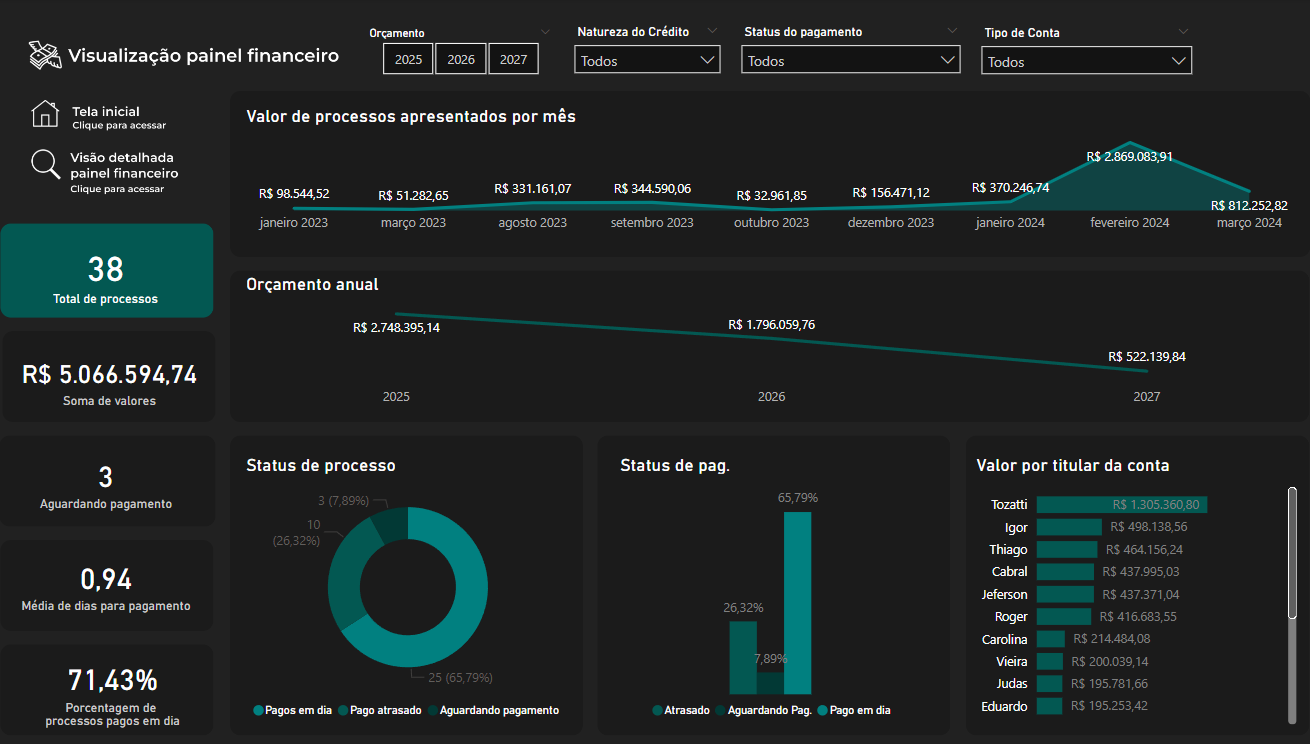 Visualização painel financeiro
Orçamento
2025
2026
2027
Natureza do Crédito
Todos
Status do pagamento
Todos
Tipo de Conta
Todos
Tela inicial
Clique para acessar
Visão detalhada
painel financeiro
Clique para acessar
38
Total de processos
R$ 5.066.594,74
Soma de valores
3
Aguardando pagamento
0,94
Média de dias para pagamento
71,43%
Porcentagem de
processos pagos em dia
Valor de processos apresentados por mês
R$ 98.544,52
R$ 51.282,65
R$ 331.161,07
R$ 344.590,06
R$ 32.961,85
R$ 156.471,12
R$ 370.246,74
R$ 2.869.083,91
R$ 812.252,82
janeiro 2023
março 2023
agosto 2023
setembro 2023
outubro 2023
dezembro 2023
janeiro 2024
fevereiro 2024
março 2024
Orçamento anual
R$ 2.748.395,14
R$ 1.796.059,76
R$ 522.139,84
2025
2026
2027
Status de processo
3 (7,89%)
10
(26,32%)
25 (65,79%)
Pagos em dia
Pago atrasado
Aguardando pagamento
Status de pag.
65,79%
26,32%
7,89%
Atrasado
Aguardando Pag.
Pago em dia
Valor por titular da conta
Tozatti R$ 1.305.360,80
Igor R$ 498.138,56
Thiago R$ 464.156,24
Cabral R$ 437.995,03
Jeferson R$ 437.371,04
Roger R$ 416.683,55
Carolina R$ 214.484,08
Vieira R$ 200.039,14
Judas R$ 195.781,66
Eduardo R$ 195.253,42